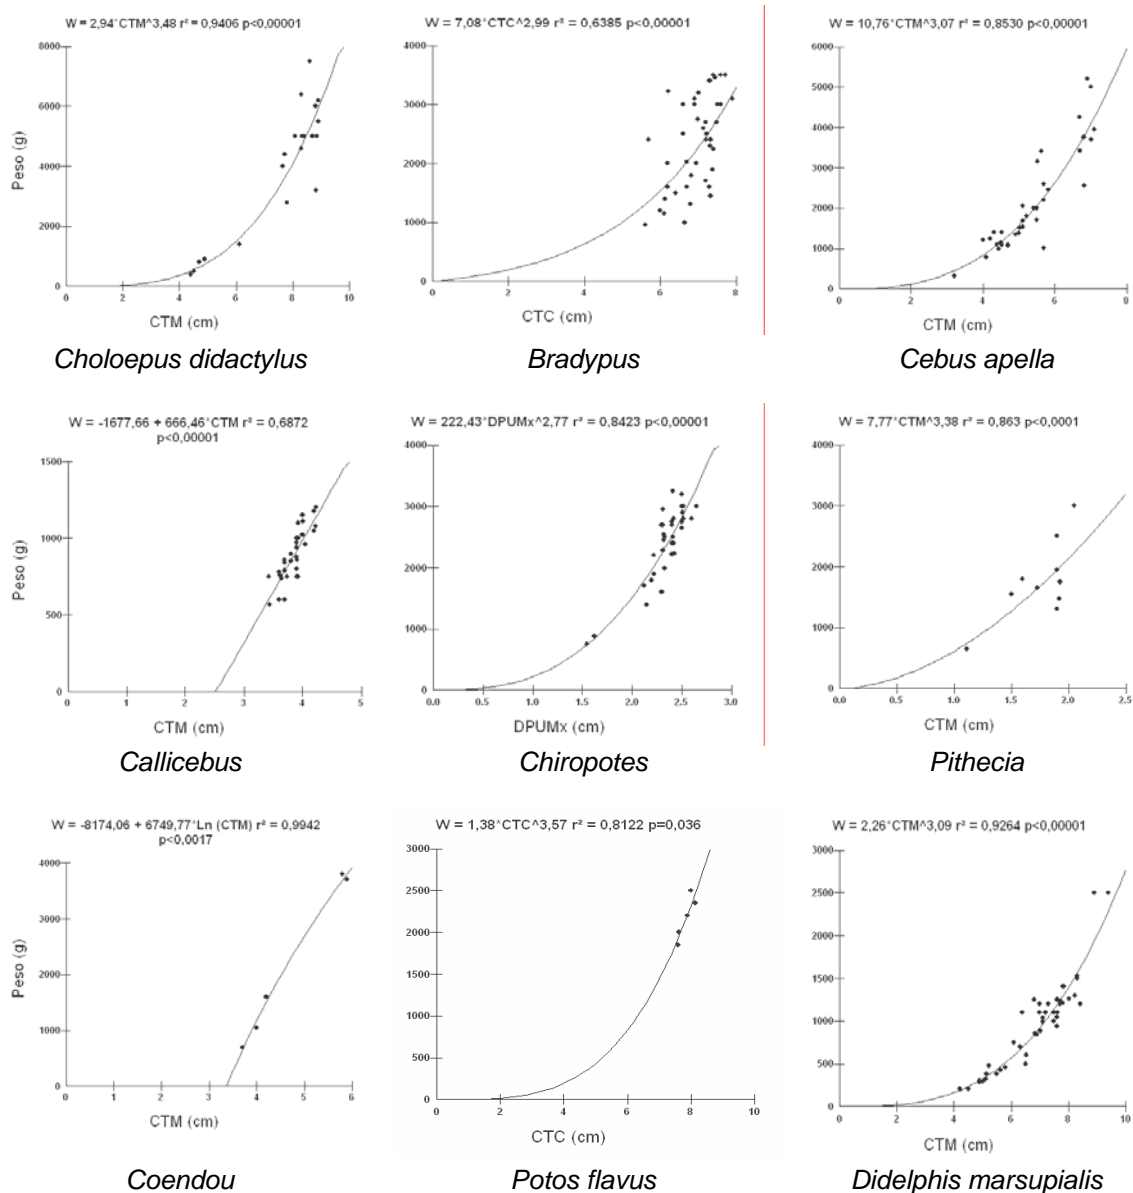 W = 2,94*CTM^3,48 r² = 0,9406 p<0,00001
8000
6000
4000
2000
0
Peso (g)
0 2 4 6 8 10
CTM (cm)
Choloepus didactylus
W = 7,08*CTC^2,99 r² = 0,6385 p<0,00001
4000
3000
2000
1000
0
0 2 4 6 8
CTC (cm)
Bradypus
W = 10,76*CTM^3,07 r² = 0,8530 p<0,00001
6000
5000
4000
3000
2000
1000
0
0 2 4 6 8
CTM (cm)
Cebus apella
W = -1677,66 + 666,46*CTM r² = 0,6872
p<0,00001
1500
1000
500
0
Peso (g)
0 1 2 3 4 5
CTM (cm)
Callicebus
W = 222,43*DPUMx^2,77 r² = 0,8423 p<0,00001
4000
3000
2000
1000
0
0.0 0.5 1.0 1.5 2.0 2.5 3.0
DPUMx (cm)
Chiropotes
W = 7,77*CTM^3,38 r² = 0,863 p<0,0001
4000
3000
2000
1000
0
0.0 0.5 1.0 1.5 2.0 2.5
CTM (cm)
Pithecia
W = -8174,06 + 6749,77*Ln (CTM) r² = 0,9942
p<0,0017
4000
3000
2000
1000
0
Peso (g)
0 1 2 3 4 5 6
CTM (cm)
Coendou
W = 1,38*CTC^3,57 r² = 0,8122 p=0,036
3000
2500
2000
1500
1000
500
0
0 2 4 6 8 10
CTC (cm)
Potos flavus
W = 2,26*CTM^3,09 r² = 0,9264 p<0,00001
3000
2500
2000
1500
1000
500
0
0 2 4 6 8 10
CTM (cm)
Didelphis marsupialis